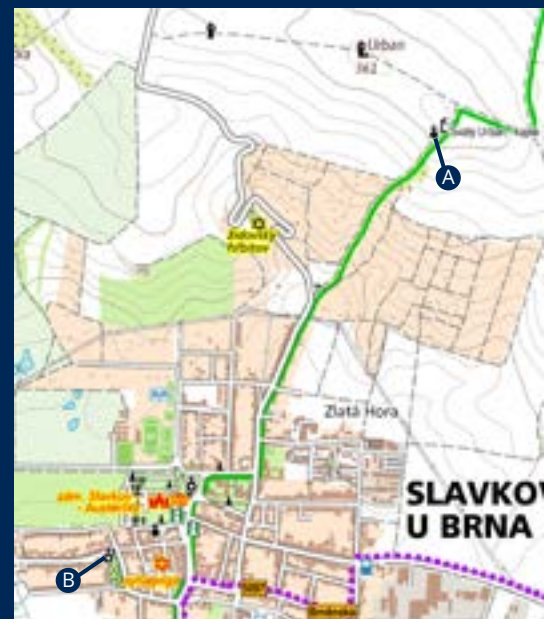 Urban
362
A
židovský
hřbitov
Zlatá Hora
zám. Slavkov
- Austerlitz
SLAVKOV
U BRNA
B
synagoga